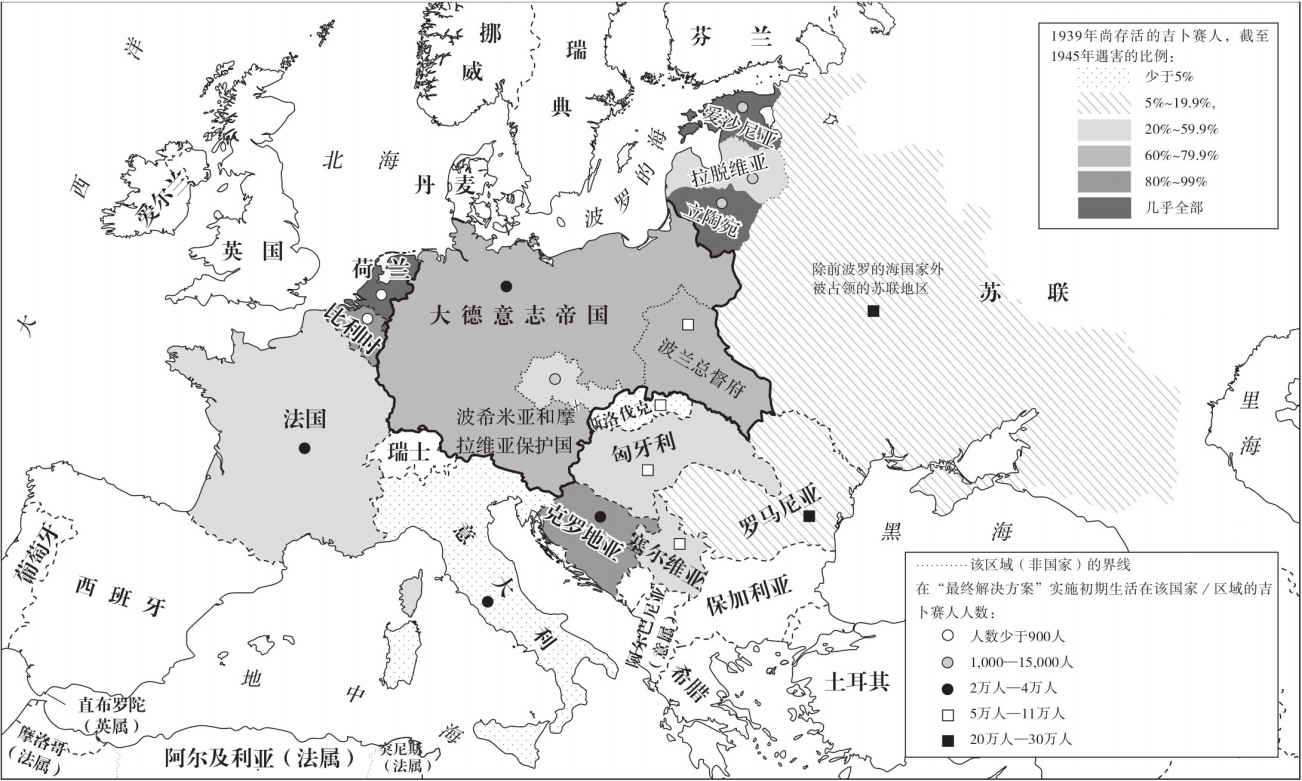 1939年尚存活的吉卜赛人，截至
1945年遇害的比例：
少于5%
5%~19.9%,
20%~59.9%
60%~79.9%
80%~99%
几乎全部
挪威
瑞典
芬兰
大西洋
北海
波罗的海
丹麦
爱沙尼亚
拉脱维亚
立陶宛
爱尔兰
英国
荷兰
比利时
大德意志帝国
波兰总督府
除前波罗的海国家外
被占领的苏联地区
苏联
法国
瑞士
波希米亚和摩
拉维亚保护国
斯洛伐克
匈牙利
罗马尼亚
克罗地亚
塞尔维亚
意大利
保加利亚
阿尔巴尼亚
（意属）
希腊
土耳其
黑海
里海
葡萄牙
西班牙
地中海
直布罗陀
（英属）
摩洛哥
（法属）
阿尔及利亚（法属）
突尼斯
（法属）
该区域（非国家）的界线
在“最终解决方案”实施初期生活在该国家／区域的吉
卜赛人人数：
人数少于900人
1,000—15,000人
2万人—4万人
5万人—11万人
20万人—30万人